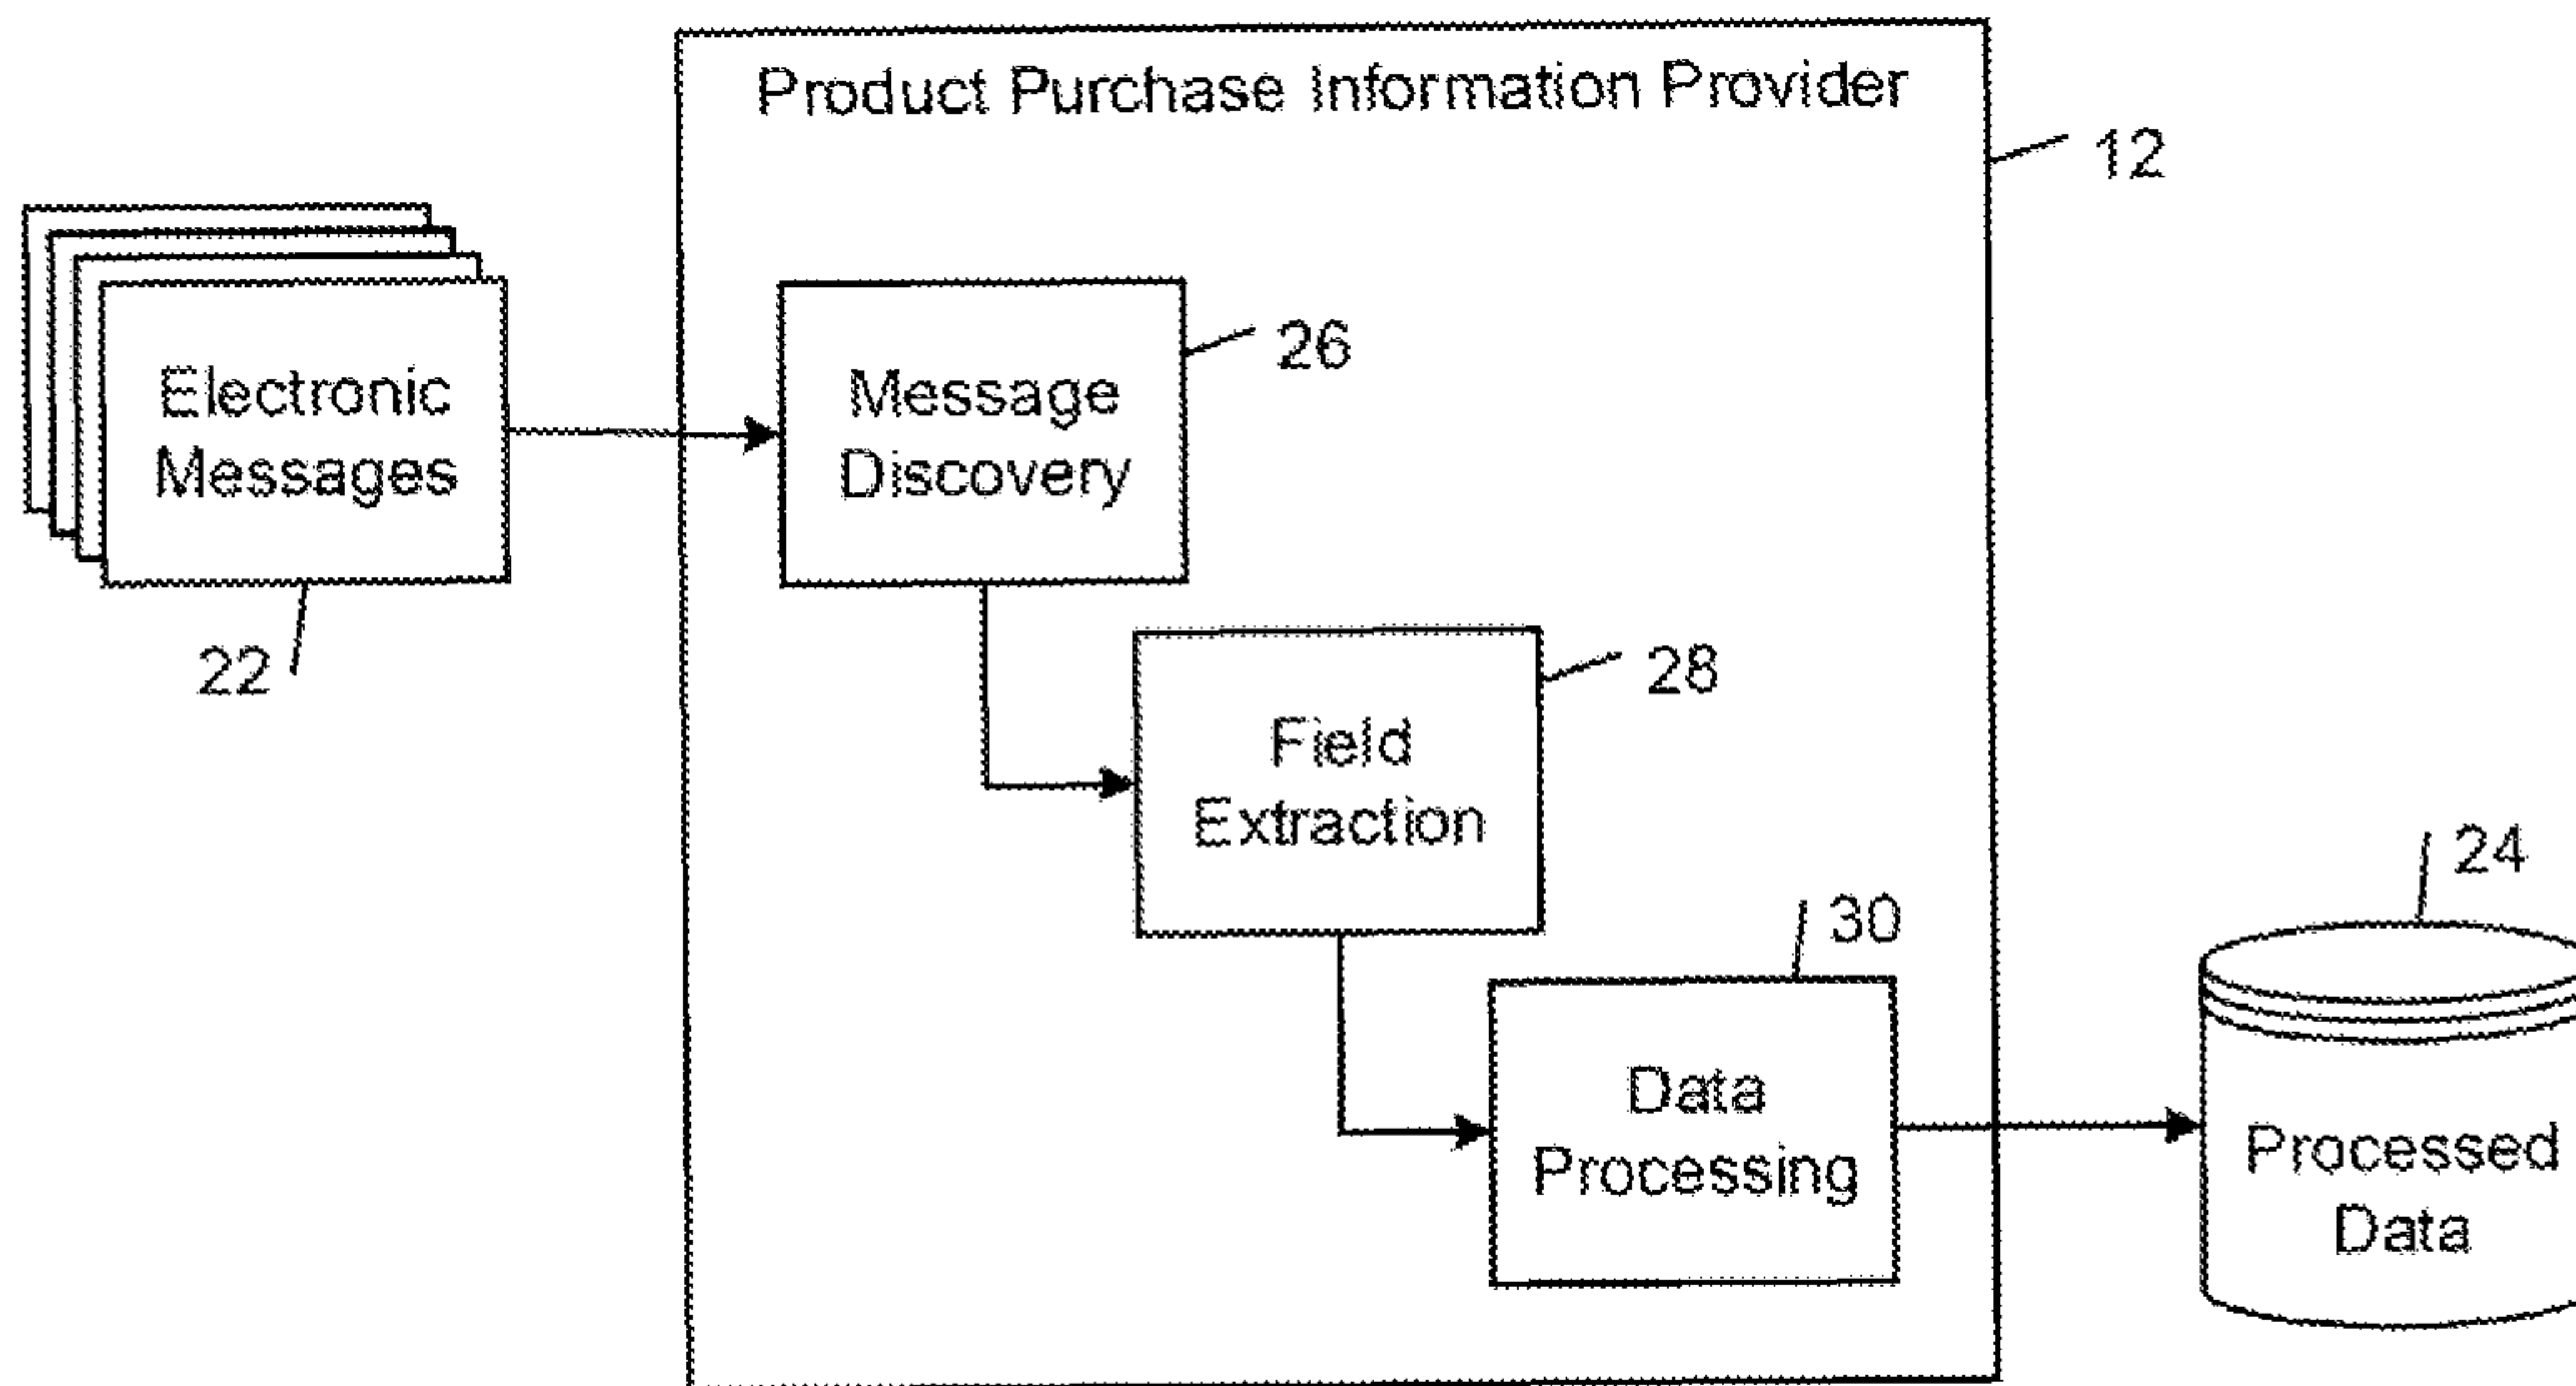 Product Purchase Information Provider
12
Electronic
Messages
22
Message
Discovery
26
Field
Extraction
28
Data
Processing
30
24
Processed
Data